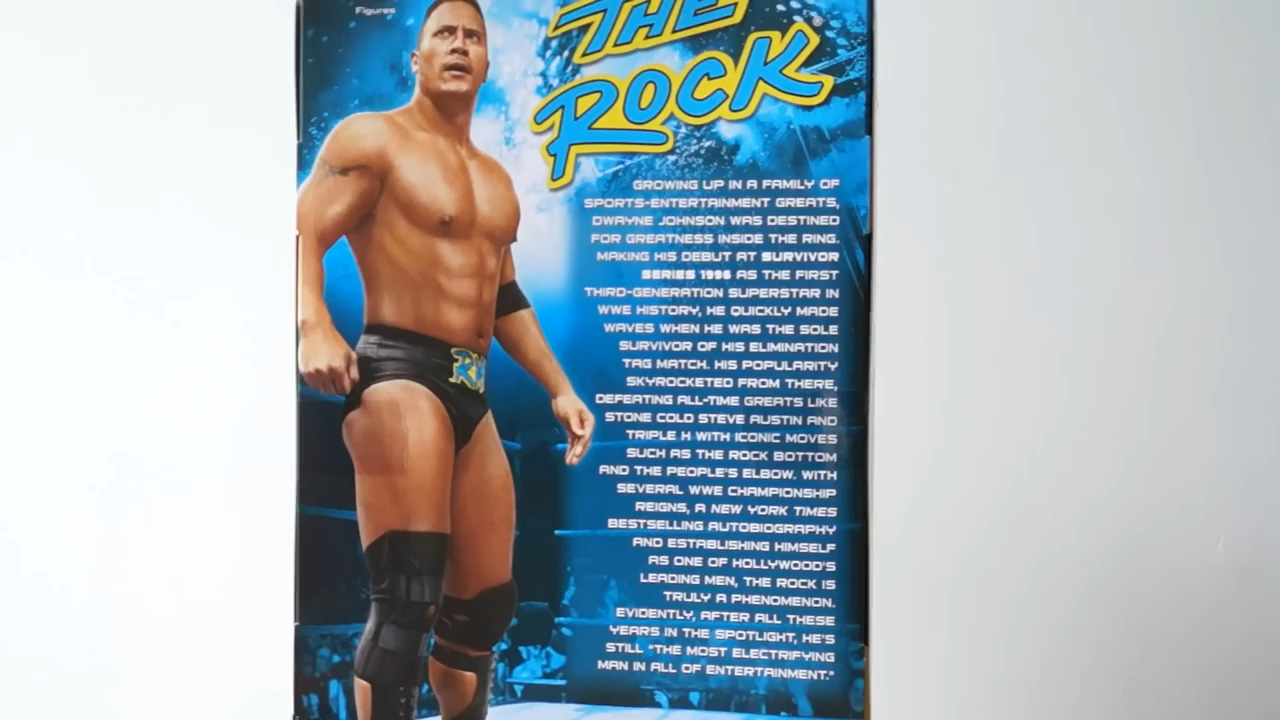 Figures
THE
ROCK®
GROWING UP IN A FAMILY OF
SPORTS-ENTERTAINMENT GREATS,
DWAYNE JOHNSON WAS DESTINED
FOR GREATNESS INSIDE THE RING.
MAKING HIS DEBUT AT SURVIVOR
SERIES 1996 AS THE FIRST
THIRD-GENERATION SUPERSTAR IN
WWE HISTORY, HE QUICKLY MADE
WAVES WHEN HE WAS THE SOLE
SURVIVOR OF HIS ELIMINATION
TAG MATCH. HIS POPULARITY
SKYROCKETED FROM THERE,
DEFEATING ALL-TIME GREATS LIKE
STONE COLD STEVE AUSTIN AND
TRIPLE H WITH ICONIC MOVES
SUCH AS THE ROCK BOTTOM
AND THE PEOPLE'S ELBOW. WITH
SEVERAL WWE CHAMPIONSHIP
REIGNS, A NEW YORK TIMES
BESTSELLING AUTOBIOGRAPHY
AND ESTABLISHING HIMSELF
AS ONE OF HOLLYWOOD'S
LEADING MEN, THE ROCK IS
TRULY A PHENOMENON.
EVIDENTLY, AFTER ALL THESE
YEARS IN THE SPOTLIGHT, HE'S
STILL "THE MOST ELECTRIFYING
MAN IN ALL OF ENTERTAINMENT."